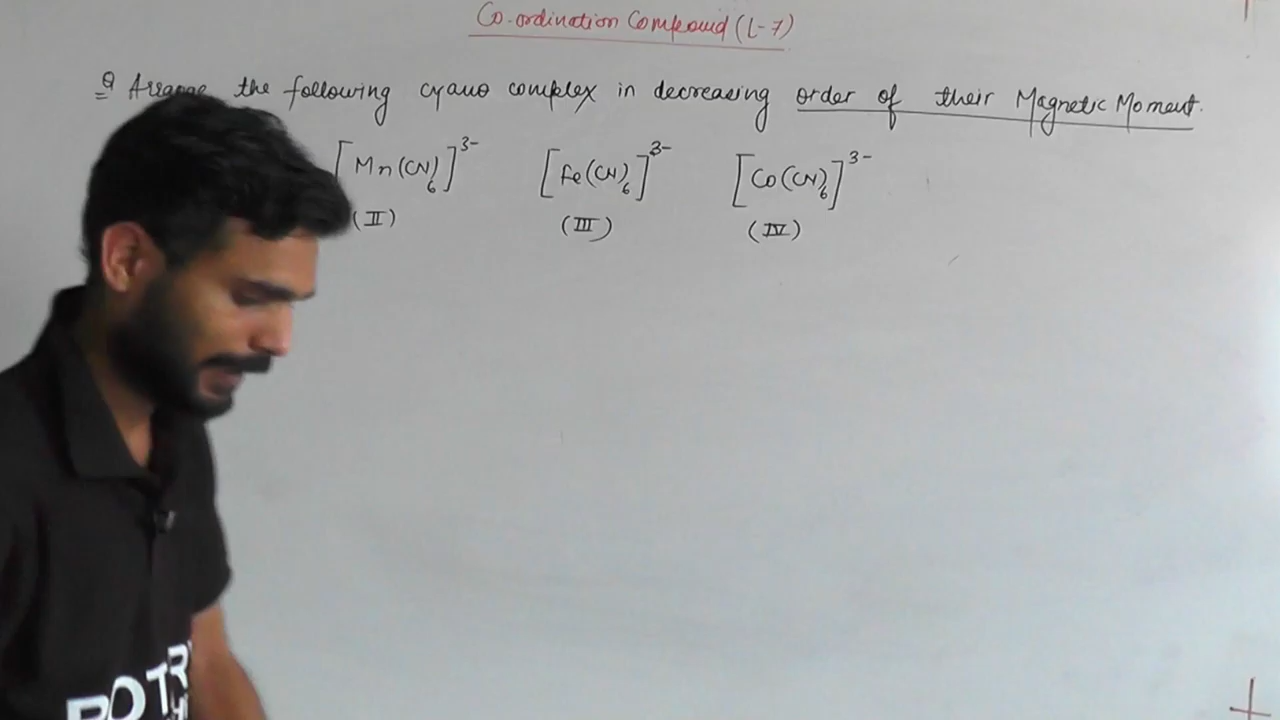 Co-ordination Compound (L-7)
Q Arrange the following cyano complex in decreasing order of their Magnetic Moment.
[Mn(CN)6]3- [Fe(CN)6]3- [Co(CN)6]3-
(II) (III) (IV)